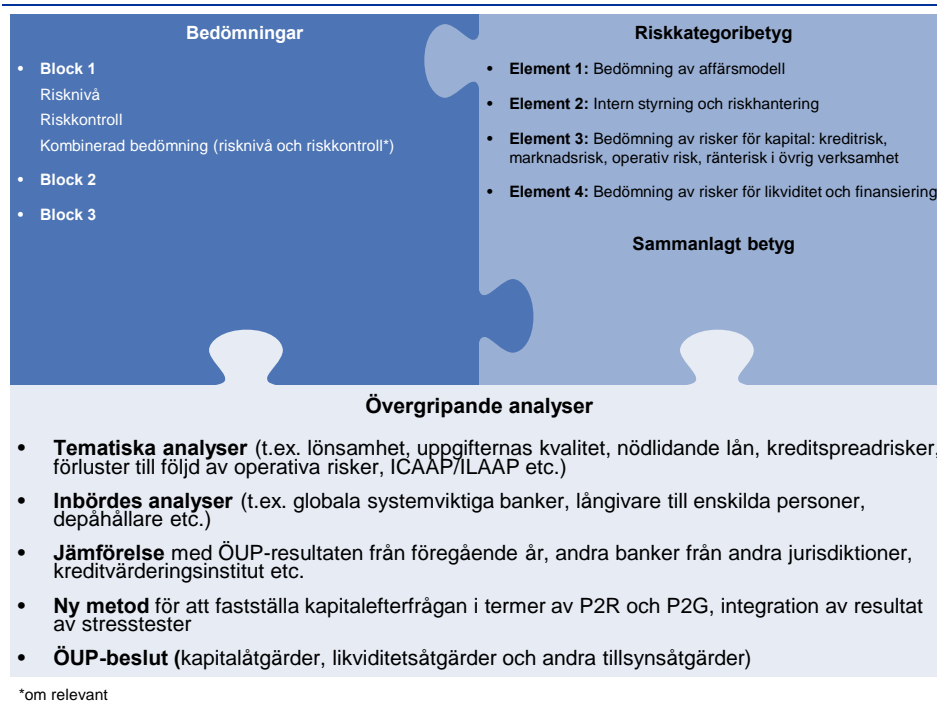 Bedömningar
• Block 1
Risknivå
Riskkontroll
Kombinerad bedömning (risknivå och riskkontroll*)
• Block 2
• Block 3
Riskkategoribetyg
• Element 1: Bedömning av affärsmodell
• Element 2: Intern styrning och riskhantering
• Element 3: Bedömning av risker för kapital: kreditrisk,
marknadsrisk, operativ risk, ränterisk i övrig verksamhet
• Element 4: Bedömning av risker för likviditet och finansiering
Sammanlagt betyg
Övergripande analyser
• Tematiska analyser (t.ex. lönsamhet, uppgifternas kvalitet, nödlidande lån, kreditspreadrisker,
förluster till följd av operativa risker, ICAAP/ILAAP etc.)
• Inbördes analyser (t.ex. globala systemviktiga banker, långivare till enskilda personer,
depåhållare etc.)
• Jämförelse med ÖUP-resultaten från föregående år, andra banker från andra jurisdiktioner,
kreditvärderingsinstitut etc.
• Ny metod för att fastställa kapitalefterfrågan i termer av P2R och P2G, integration av resultat
av stresstester
• ÖUP-beslut (kapitalåtgärder, likviditetsåtgärder och andra tillsynsåtgärder)
*om relevant